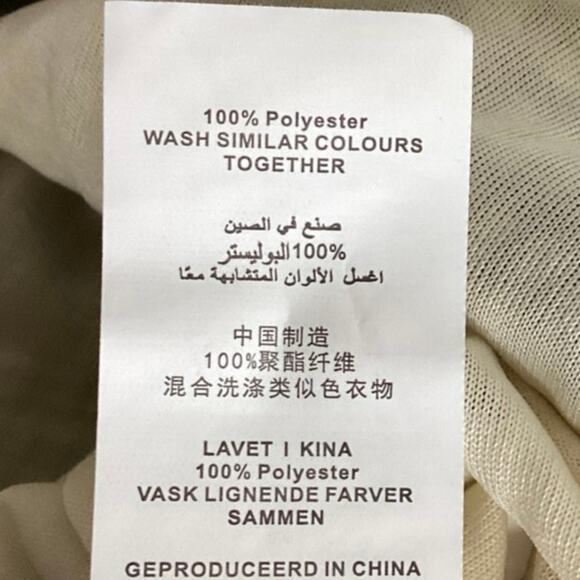 100% Polyester
WASH SIMILAR COLOURS
TOGETHER
صنع في الصين
100%البوليستر
اغسل الألوان المتشابهة معًا
中国制造
100%聚酯纤维
混合洗涤类似色衣物
LAVET I KINA
100% Polyester
VASK LIGNENDE FARVER
SAMMEN
GEPRODUCEERD IN CHINA